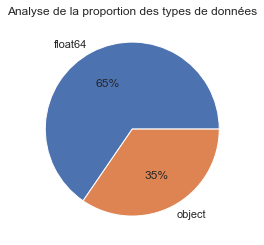 Analyse de la proportion des types de données
float64
65%
35%
object